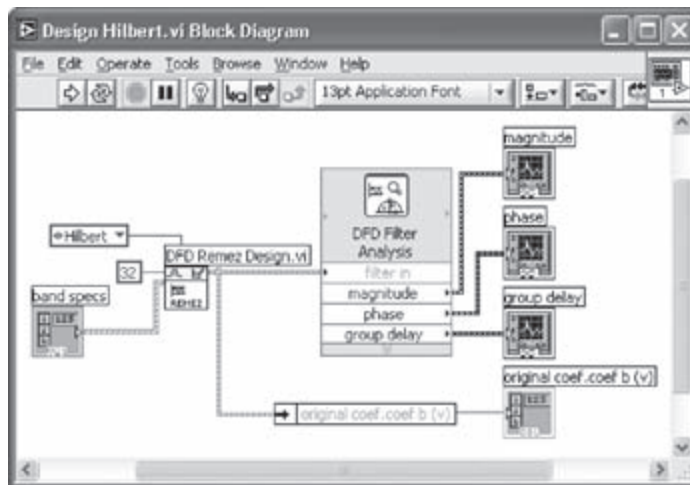 Design Hilbert.vi Block Diagram
File Edit Operate Tools Browse Window Help
13pt Application Font
1
magnitude
phase
group delay
original coef.coef b (v)
Hilbert
DFD Remez Design.vi
32
REMEZ
band specs
DFD Filter
Analysis
filter in
magnitude
phase
group delay
original coef.coef b (v)